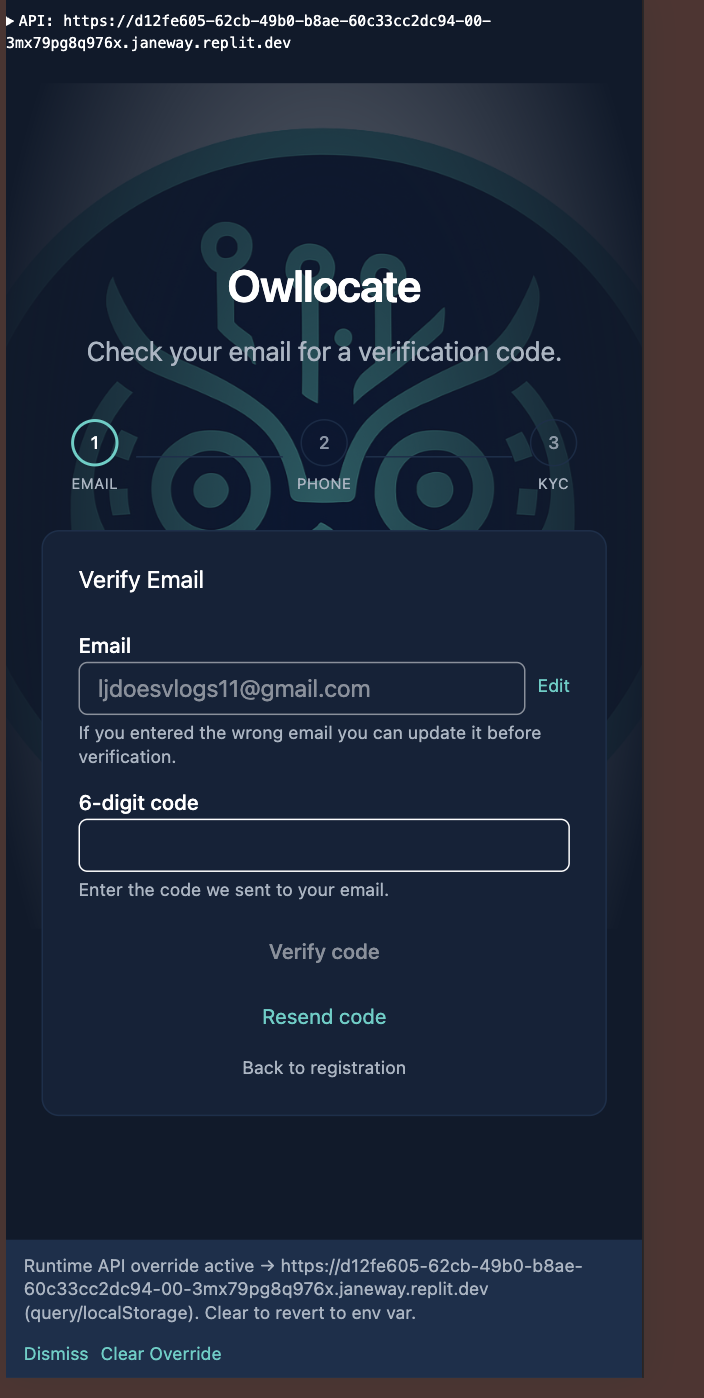 ▶ API: https://d12fe605-62cb-49b0-b8ae-60c33cc2dc94-00-
3mx79pg8q976x.janeway.replit.dev
Owllocate
Check your email for a verification code.
1 2 3
EMAIL PHONE KYC
Verify Email
Email
ljdoesvlogs11@gmail.com Edit
If you entered the wrong email you can update it before
verification.
6-digit code
Enter the code we sent to your email.
Verify code
Resend code
Back to registration
Runtime API override active → https://d12fe605-62cb-49b0-b8ae-
60c33cc2dc94-00-3mx79pg8q976x.janeway.replit.dev
(query/localStorage). Clear to revert to env var.
Dismiss Clear Override